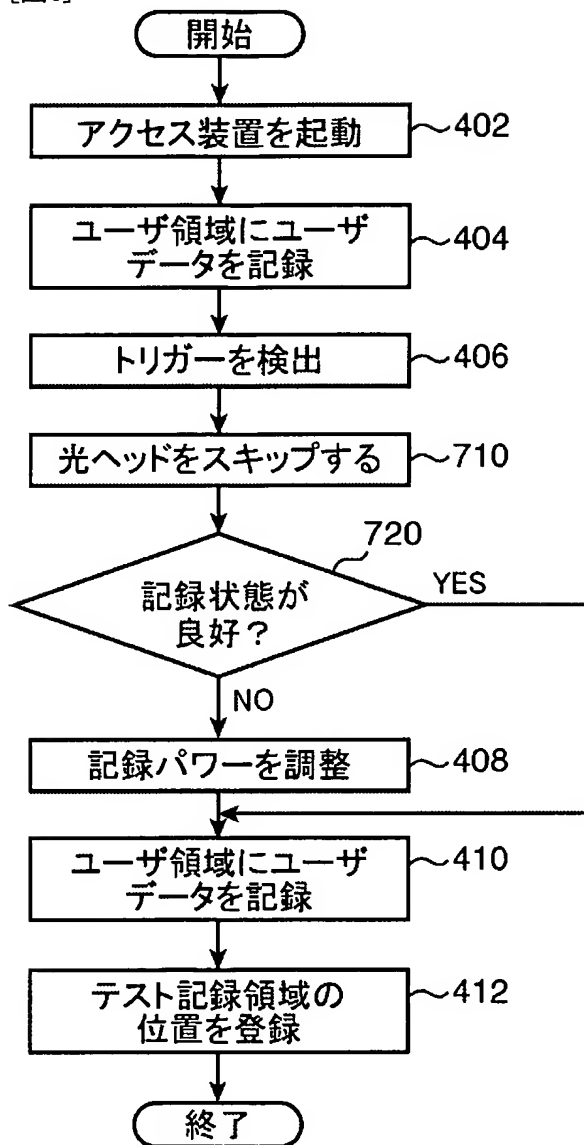 開始
アクセス装置を起動
402
ユーザ領域にユーザ
データを記録
404
トリガーを検出
406
光ヘッドをスキップする
710
720
記録状態が
良好？
YES
NO
記録パワーを調整
408
ユーザ領域にユーザ
データを記録
410
テスト記録領域の
位置を登録
412
終了